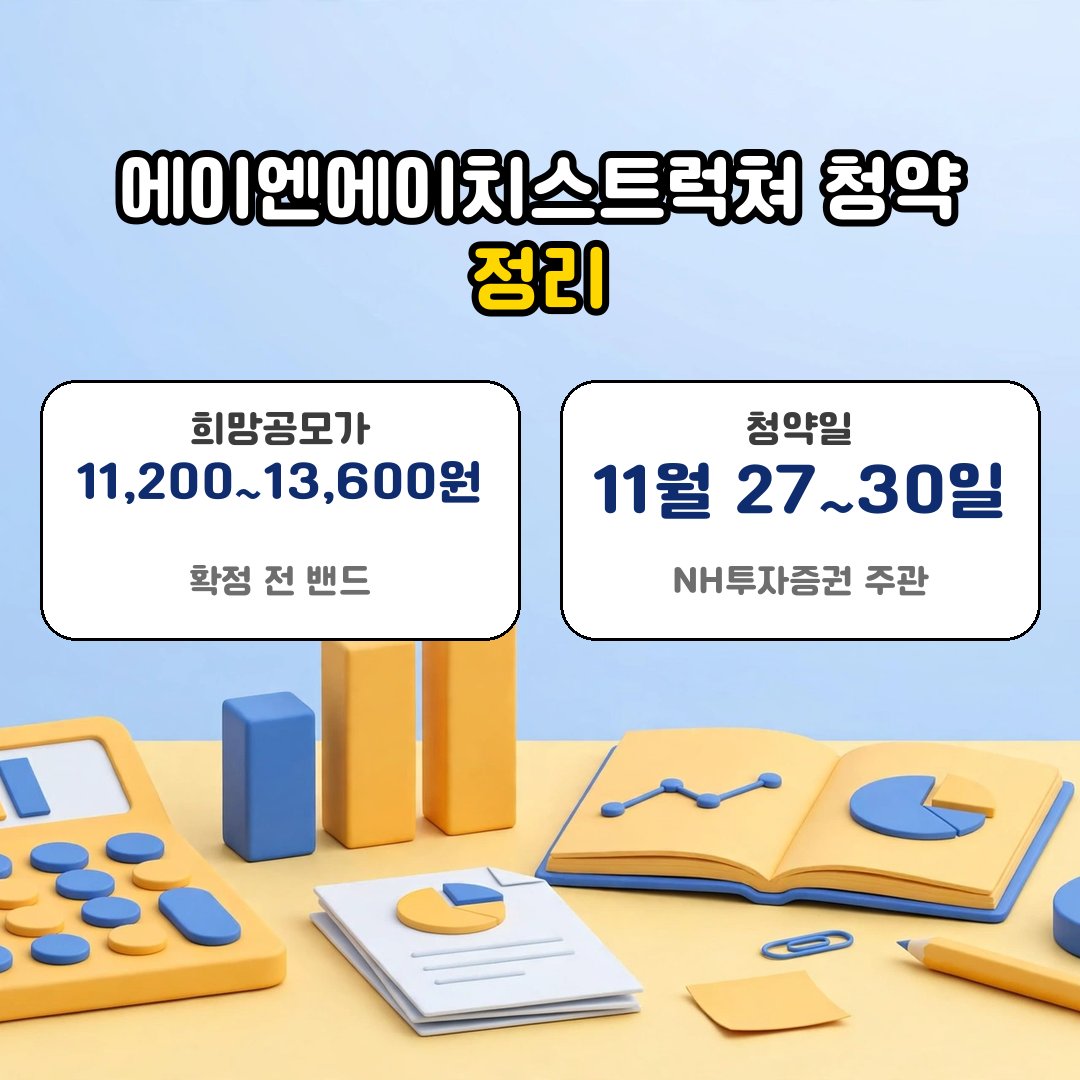 에이엔에이치스트럭쳐 청약
정리
희망공모가
11,200~13,600원
확정 전 밴드
청약일
11월 27~30일
NH투자증권 주관